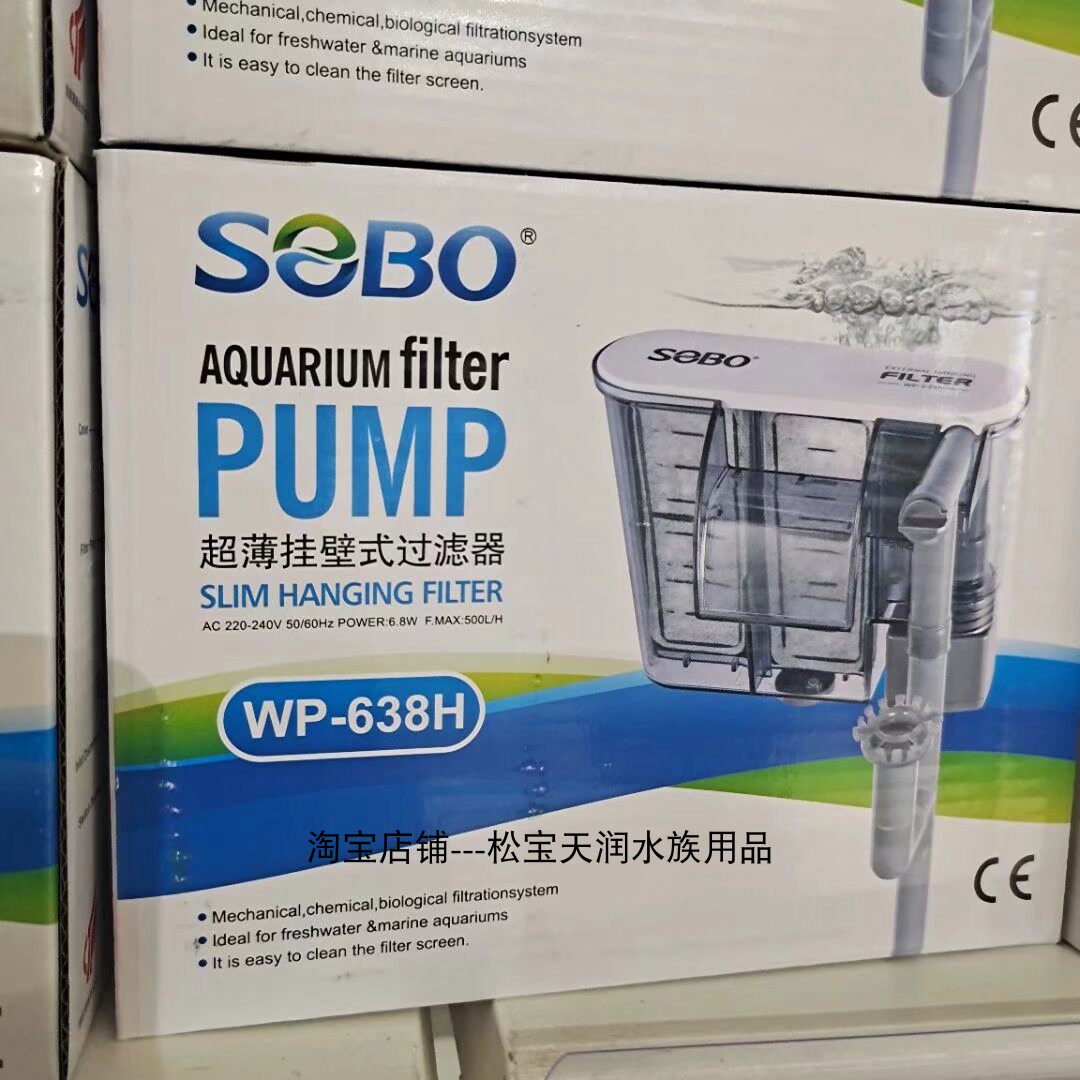 Mechanical,chemical,biological filtrationsystem
Ideal for freshwater &marine aquariums
It is easy to clean the filter screen.
CE
SOBO®
AQUARIUM filter
PUMP
超薄挂壁式过滤器
SLIM HANGING FILTER
AC 220-240V 50/60Hz POWER:6.8W F.MAX:500L/H
WP-638H
SOBO
EXTERNAL HANGING
FILTER
淘宝店铺---松宝天润水族用品
Mechanical,chemical,biological filtrationsystem
Ideal for freshwater &marine aquariums
It is easy to clean the filter screen.
CE